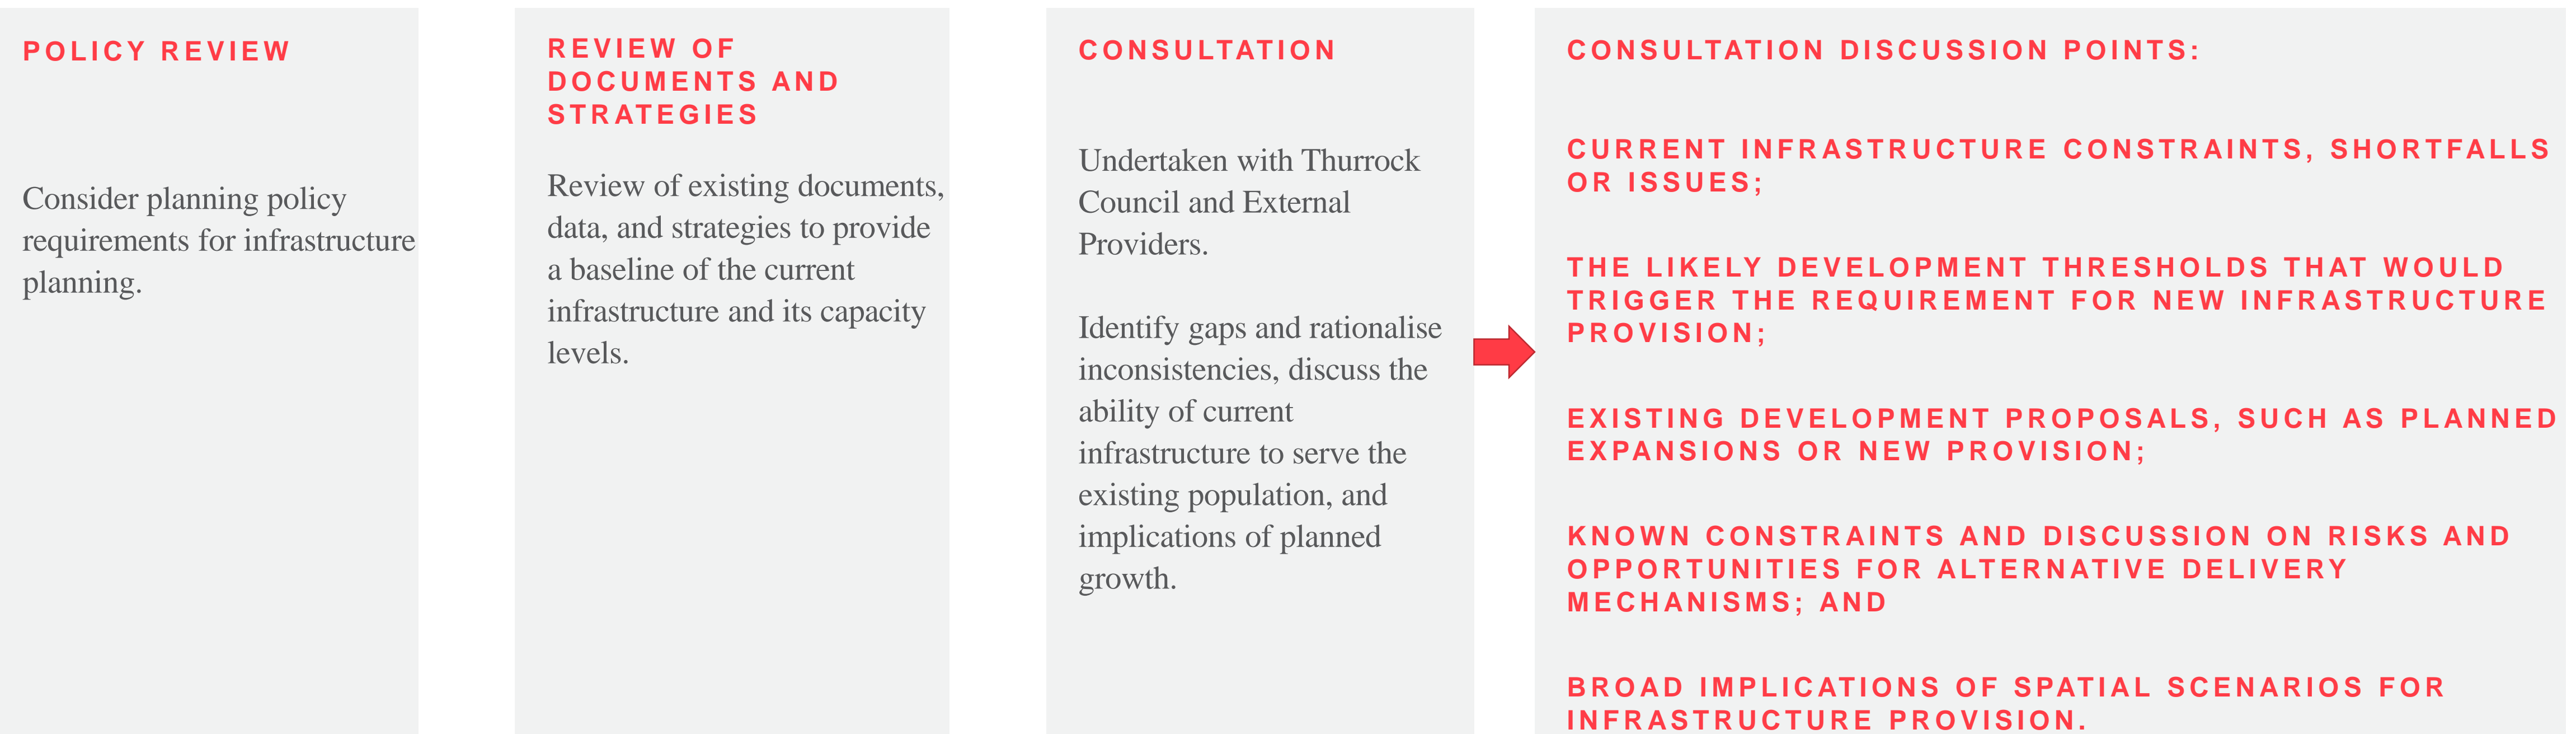 POLICY REVIEW
Consider planning policy
requirements for infrastructure
planning.
REVIEW OF
DOCUMENTS AND
STRATEGIES
Review of existing documents,
data, and strategies to provide
a baseline of the current
infrastructure and its capacity
levels.
CONSULTATION
Undertaken with Thurrock
Council and External
Providers.
Identify gaps and rationalise
inconsistencies, discuss the
ability of current
infrastructure to serve the
existing population, and
implications of planned
growth.
CONSULTATION DISCUSSION POINTS:
CURRENT INFRASTRUCTURE CONSTRAINTS, SHORTFALLS
OR ISSUES;
THE LIKELY DEVELOPMENT THRESHOLDS THAT WOULD
TRIGGER THE REQUIREMENT FOR NEW INFRASTRUCTURE
PROVISION;
EXISTING DEVELOPMENT PROPOSALS, SUCH AS PLANNED
EXPANSIONS OR NEW PROVISION;
KNOWN CONSTRAINTS AND DISCUSSION ON RISKS AND
OPPORTUNITIES FOR ALTERNATIVE DELIVERY
MECHANISMS; AND
BROAD IMPLICATIONS OF SPATIAL SCENARIOS FOR
INFRASTRUCTURE PROVISION.